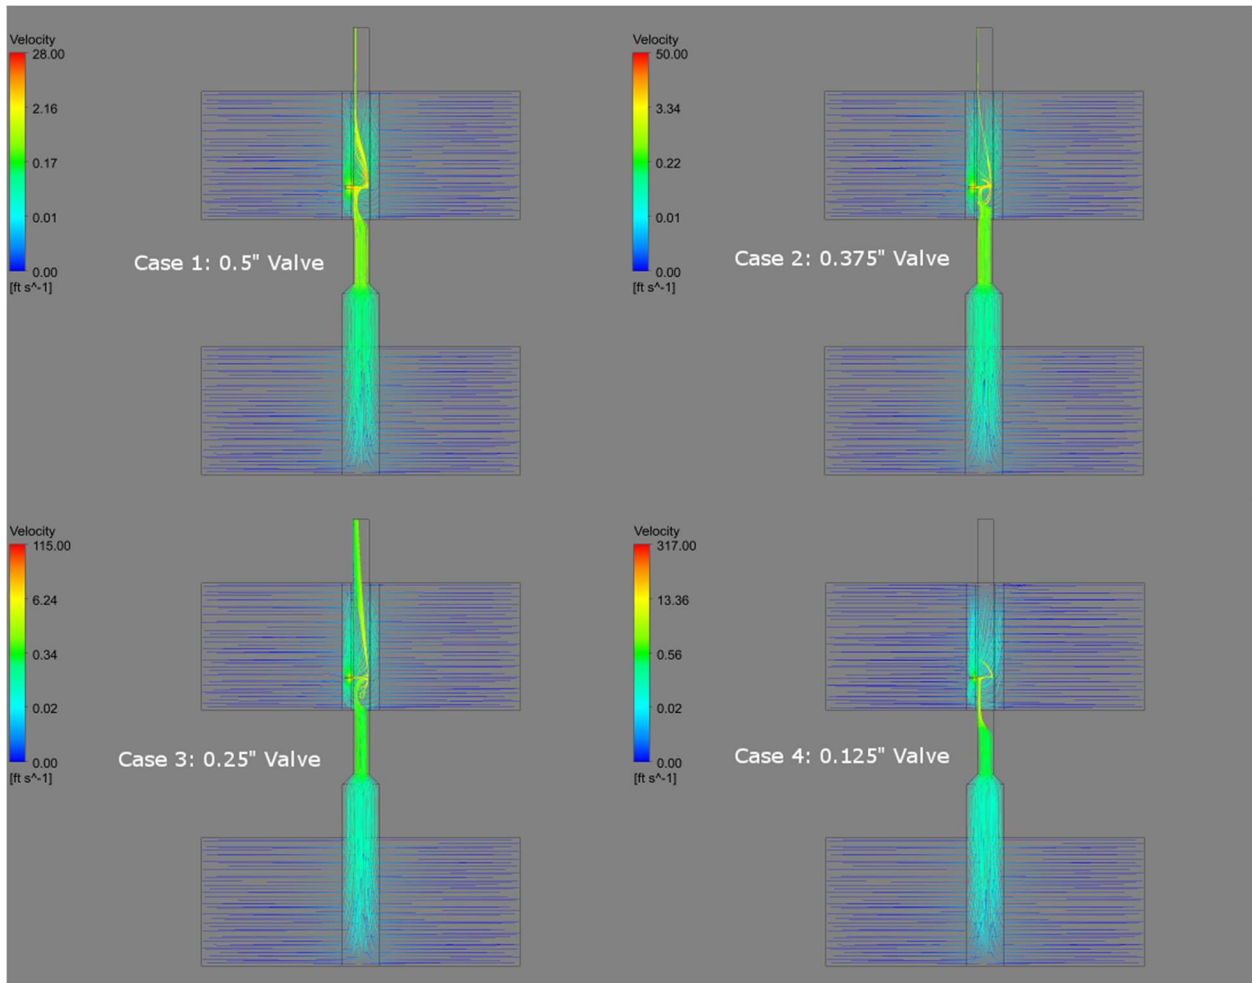 Velocity
28.00
2.16
0.17
0.01
0.00
[ft s^-1]
Case 1: 0.5" Valve
Velocity
50.00
3.34
0.22
0.01
0.00
[ft s^-1]
Case 2: 0.375" Valve
Velocity
115.00
6.24
0.34
0.02
0.00
[ft s^-1]
Case 3: 0.25" Valve
Velocity
317.00
13.36
0.56
0.02
0.00
[ft s^-1]
Case 4: 0.125" Valve